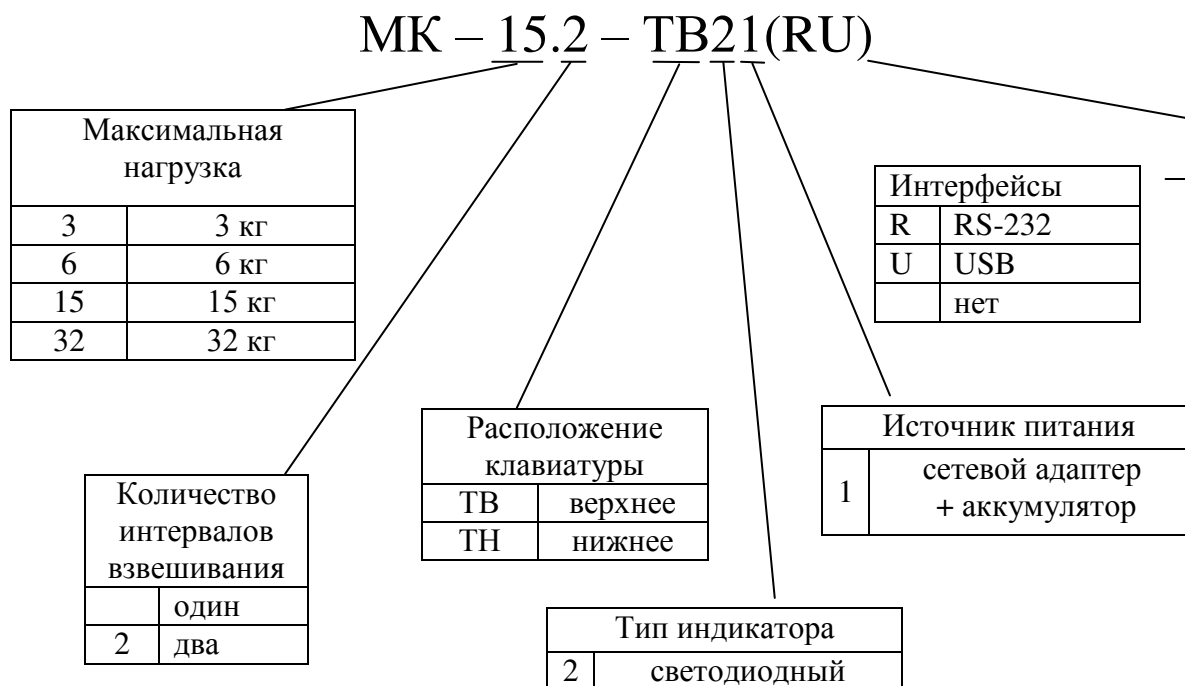 МК – 15.2 – ТВ21(RU)
Максимальная
нагрузка
3 3 кг
6 6 кг
15 15 кг
32 32 кг
Интерфейсы
R RS-232
U USB
нет
Расположение
клавиатуры
ТВ верхнее
ТН нижнее
Источник питания
1 сетевой адаптер
+ аккумулятор
Количество
интервалов
взвешивания
один
2 два
Тип индикатора
2 светодиодный